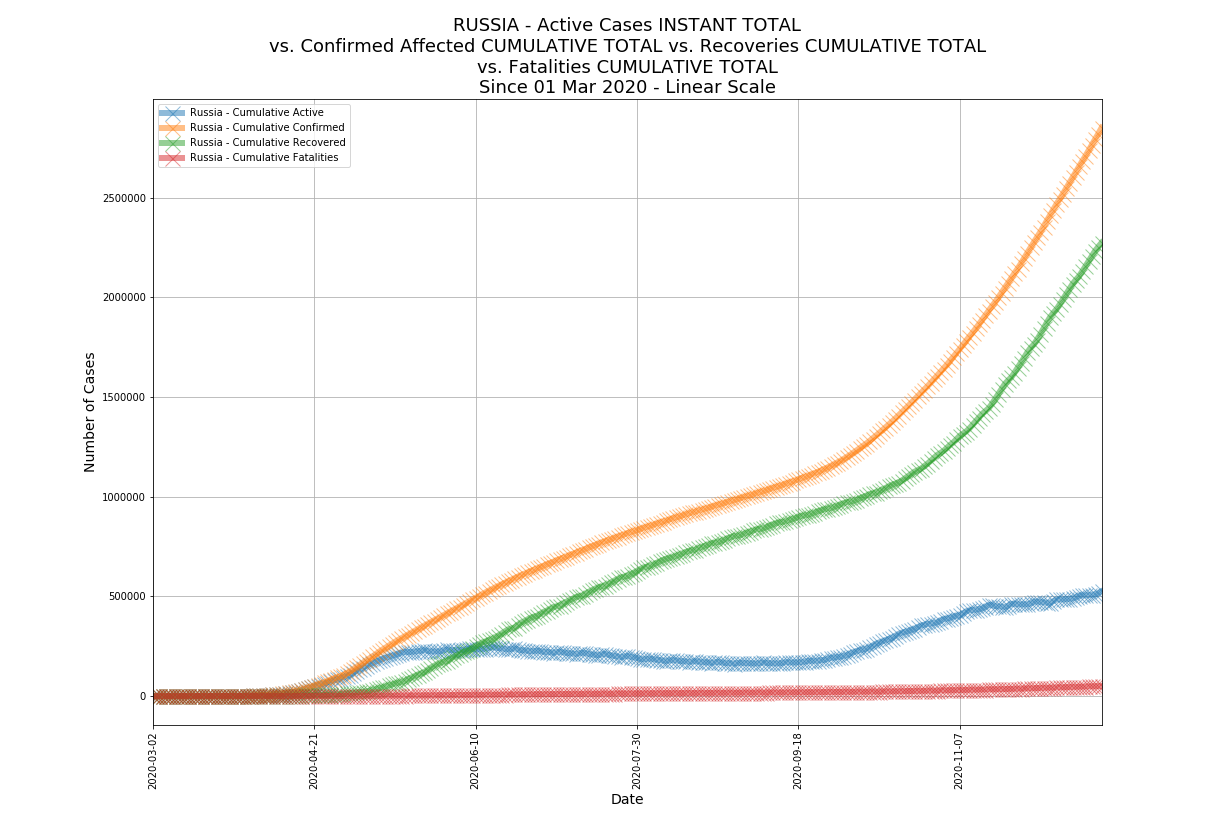 RUSSIA - Active Cases INSTANT TOTAL
vs. Confirmed Affected CUMULATIVE TOTAL vs. Recoveries CUMULATIVE TOTAL
vs. Fatalities CUMULATIVE TOTAL
Since 01 Mar 2020 - Linear Scale
Russia - Cumulative Active
Russia - Cumulative Confirmed
Russia - Cumulative Recovered
Russia - Cumulative Fatalities
Number of Cases
2500000
2000000
1500000
1000000
500000
0
2020-03-02
2020-04-21
2020-06-10
2020-07-30
2020-09-18
2020-11-07
Date